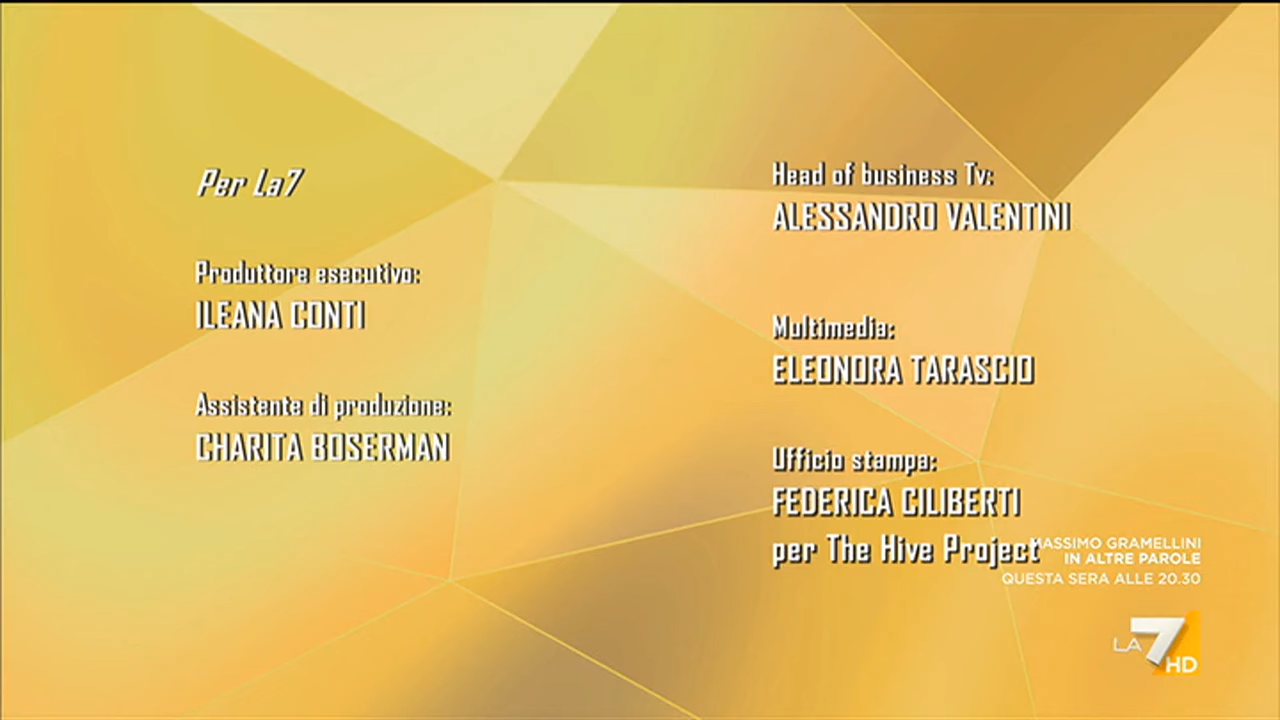 Per La7
Produttore esecutivo:
ILEANA CONTI
Assistente di produzione:
CHARITA BOSERMAN
Head of business Tv:
ALESSANDRO VALENTINI
Multimedia:
ELEONORA TARASCIO
Ufficio stampa:
FEDERICA CILIBERTI
per The Hive Project
MASSIMO GRAMELLINI
IN ALTRE PAROLE
QUESTA SERA ALLE 20.30
LA 7 HD